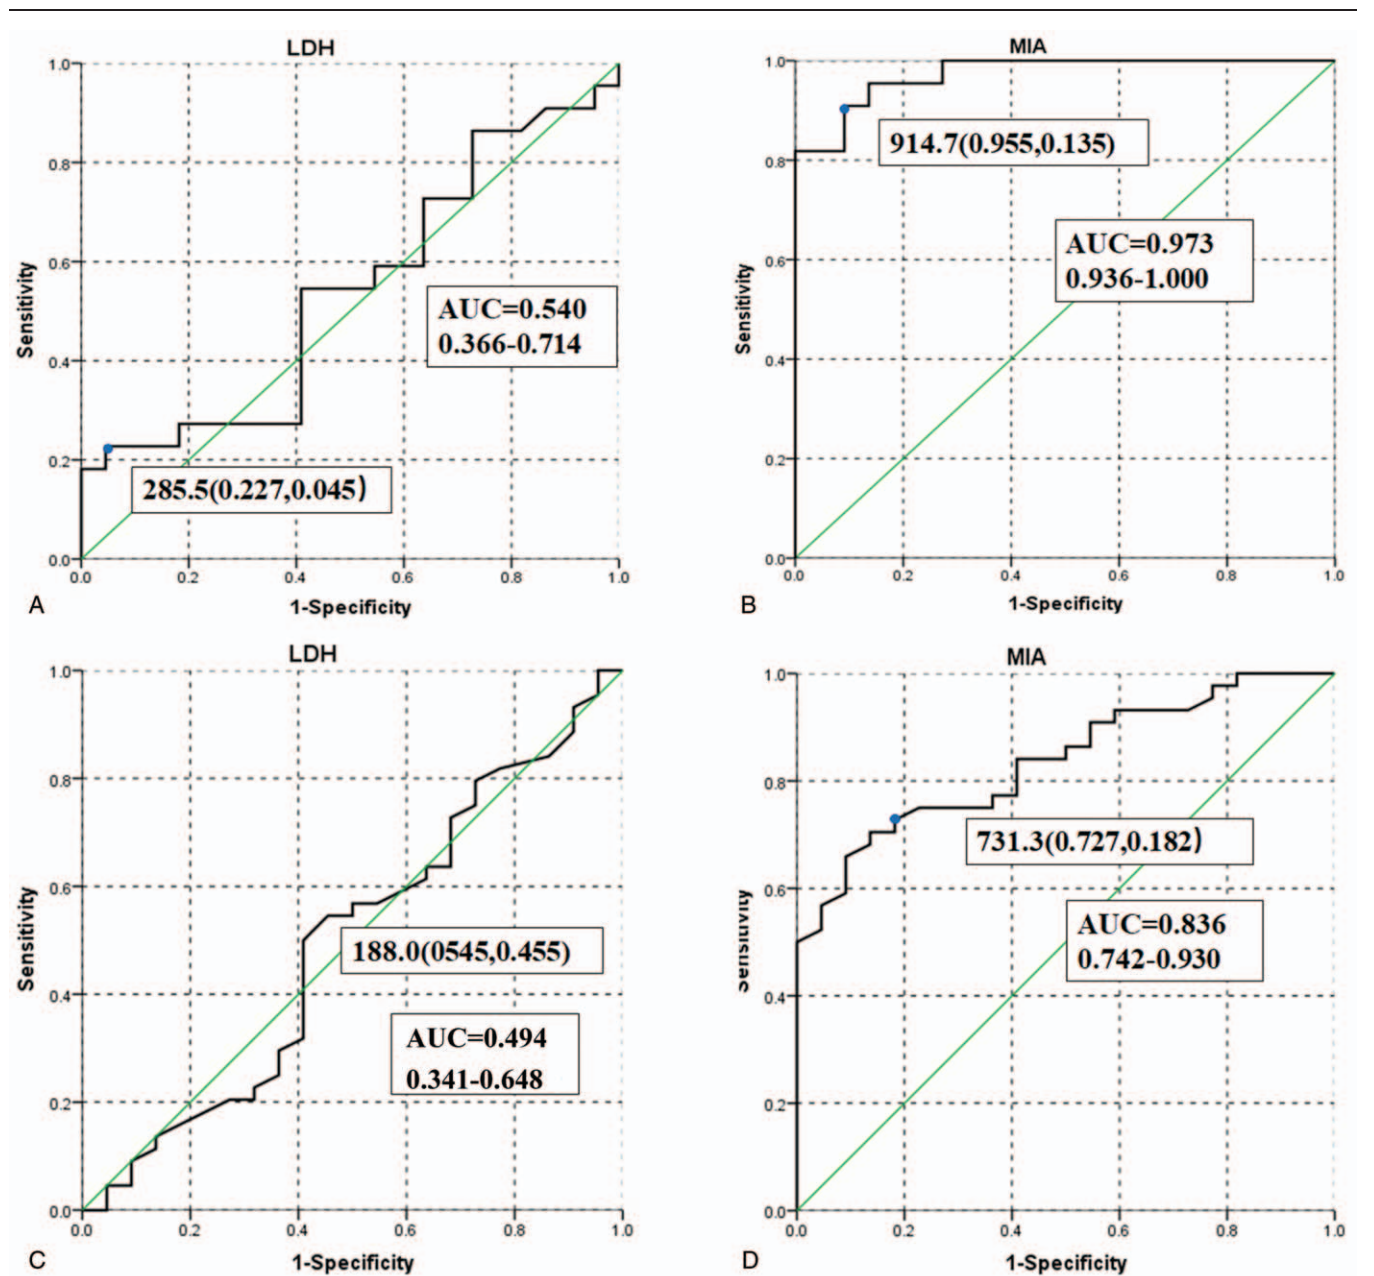 LDH
1.0
0.8
0.6
0.4
0.2
0.0
Sensitivity
285.5(0.227,0.045)
AUC=0.540
0.366-0.714
0.0 0.2 0.4 0.6 0.8 1.0
1-Specificity
A
MIA
1.0
0.8
0.6
0.4
0.2
0.0
Sensitivity
914.7(0.955,0.135)
AUC=0.973
0.936-1.000
0.0 0.2 0.4 0.6 0.8 1.0
1-Specificity
B
LDH
1.0
0.8
0.6
0.4
0.2
0.0
Sensitivity
188.0(0545,0.455)
AUC=0.494
0.341-0.648
0.0 0.2 0.4 0.6 0.8 1.0
1-Specificity
C
MIA
1.0
0.8
0.6
0.4
0.2
0.0
Sensitivity
731.3(0.727,0.182)
AUC=0.836
0.742-0.930
0.0 0.2 0.4 0.6 0.8 1.0
1-Specificity
D